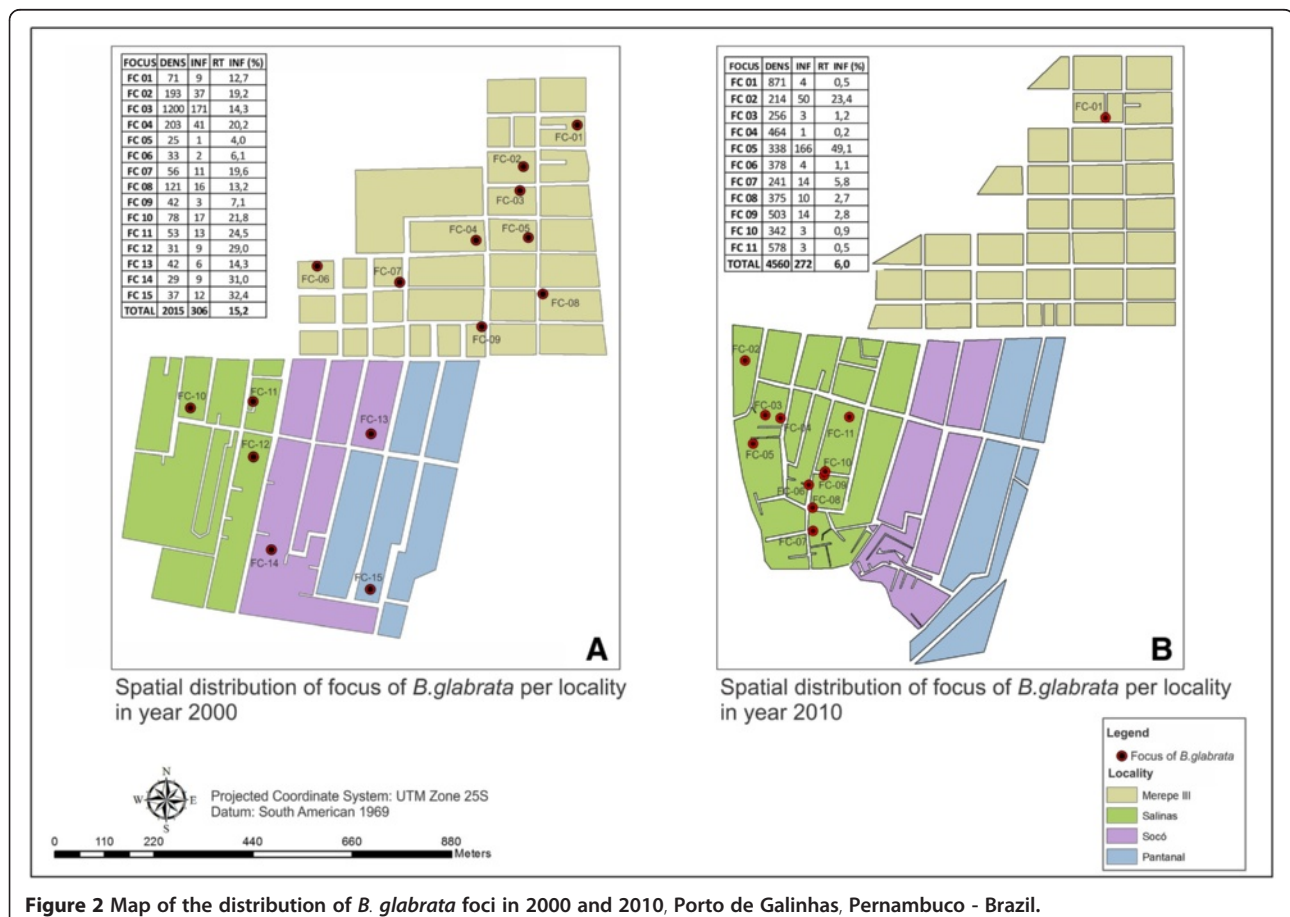 FOCUS DENS INF RT INF (%)
FC 01 71 9 12,7
FC 02 193 37 19,2
FC 03 1200 171 14,3
FC 04 203 41 20,2
FC 05 25 1 4,0
FC 06 33 2 6,1
FC 07 56 11 19,6
FC 08 121 16 13,2
FC 09 42 3 7,1
FC 10 78 17 21,8
FC 11 53 13 24,5
FC 12 31 9 29,0
FC 13 42 6 14,3
FC 14 29 9 31,0
FC 15 37 12 32,4
TOTAL 2015 306 15,2
FC-01
FC-02
FC-03
FC-04
FC-05
FC-06
FC-07
FC-08
FC-09
FC-10
FC-11
FC-12
FC-13
FC-14
FC-15
A
Spatial distribution of focus of B.glabrata per locality
in year 2000
FOCUS DENS INF RT INF (%)
FC 01 871 4 0,5
FC 02 214 50 23,4
FC 03 256 3 1,2
FC 04 464 1 0,2
FC 05 338 166 49,1
FC 06 378 4 1,1
FC 07 241 14 5,8
FC 08 375 10 2,7
FC 09 503 14 2,8
FC 10 342 3 0,9
FC 11 578 3 0,5
TOTAL 4560 272 6,0
FC-01
FC-02
FC-03
FC-04
FC-11
FC-05
FC-10
FC-09
FC-06
FC-08
FC-07
B
Spatial distribution of focus of B.glabrata per locality
in year 2010
N
W E
S
Projected Coordinate System: UTM Zone 25S
Datum: South American 1969
0 110 220 440 660 880
Meters
Legend
Focus of B.glabrata
Locality
Merepe III
Salinas
Socó
Pantanal
Figure 2 Map of the distribution of B. glabrata foci in 2000 and 2010, Porto de Galinhas, Pernambuco - Brazil.